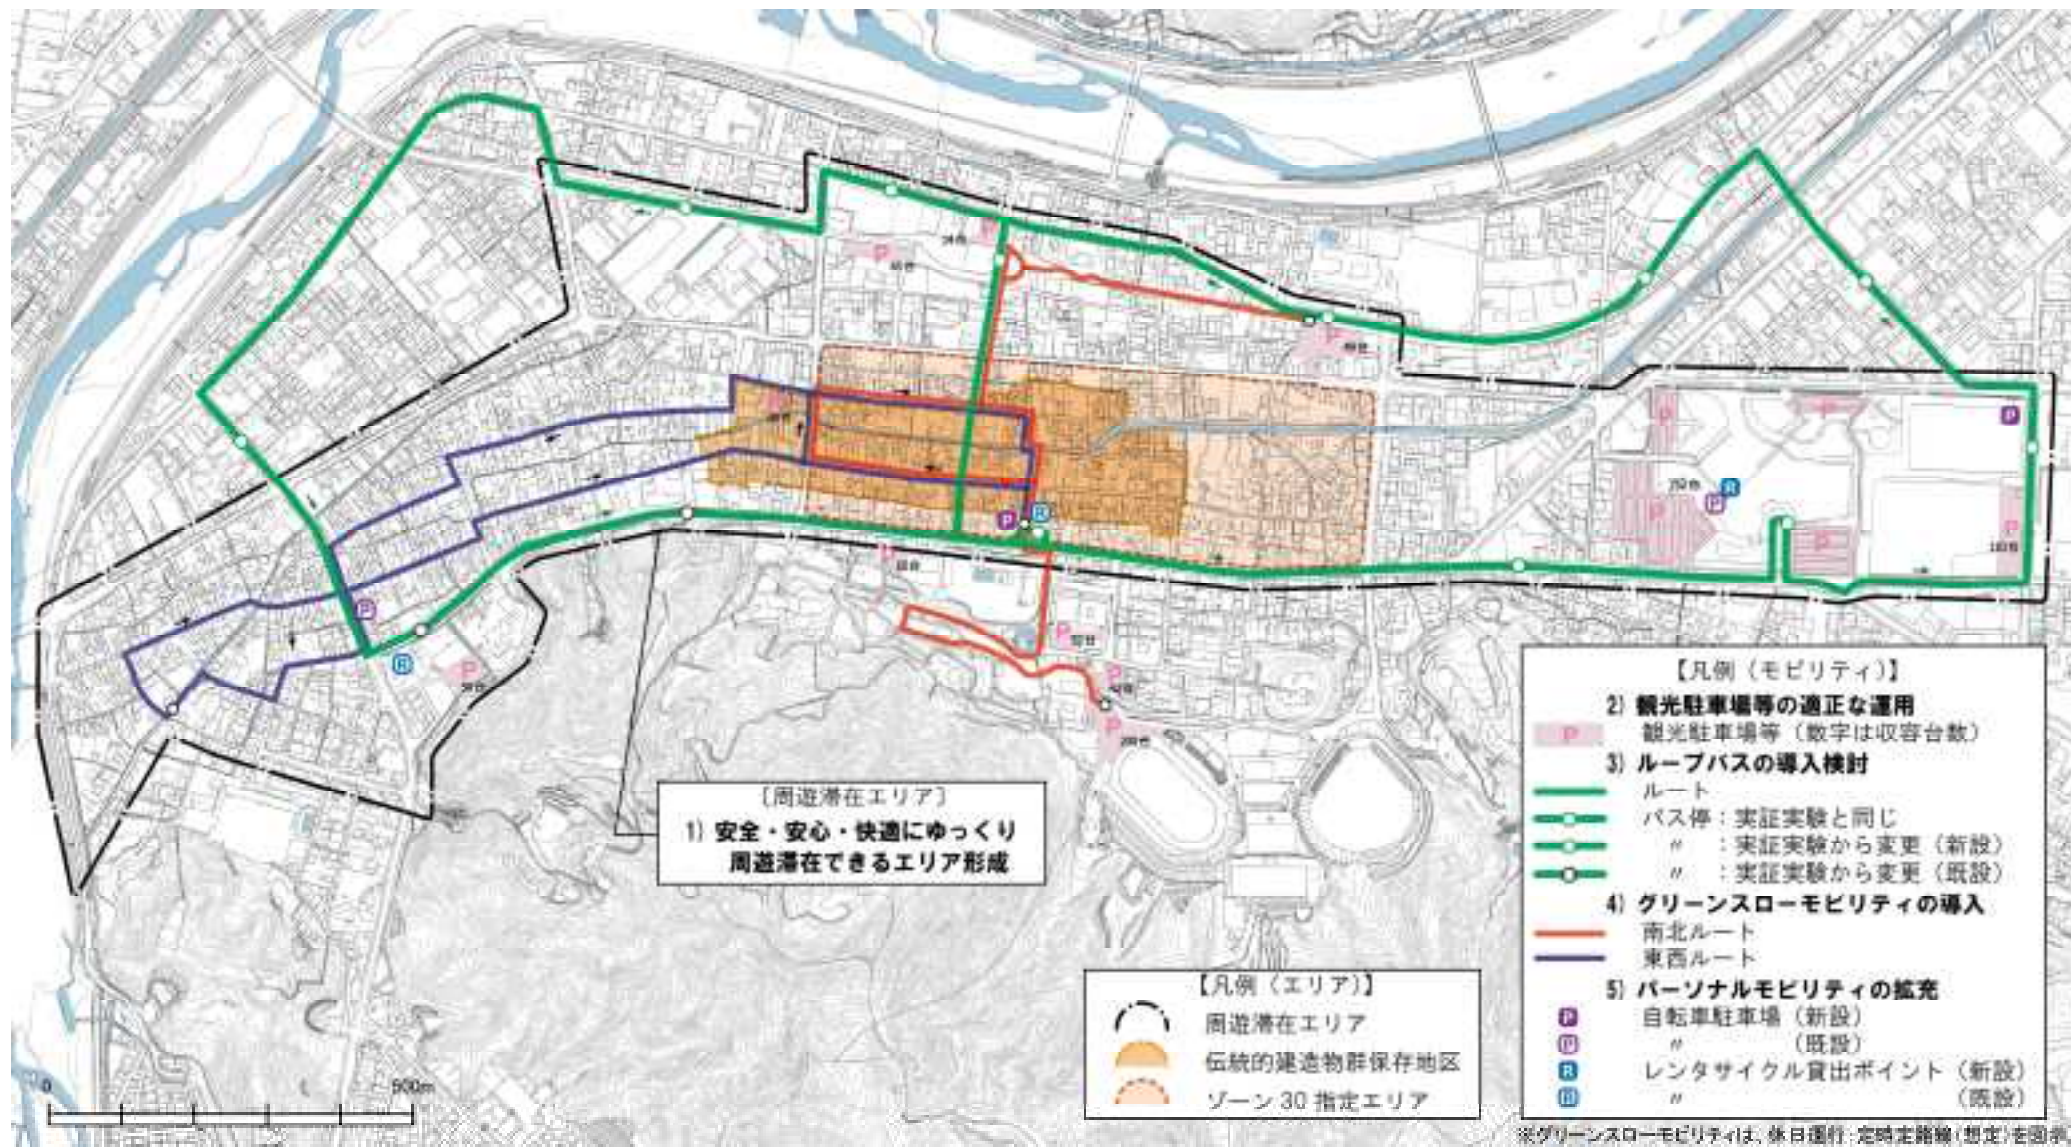 〔周遊滞在エリア〕
1) 安全・安心・快適にゆっくり
周遊滞在できるエリア形成
【凡例（エリア）】
周遊滞在エリア
伝統的建造物群保存地区
ゾーン30指定エリア
【凡例（モビリティ）】
2) 観光駐車場等の適正な運用
P 観光駐車場等（数字は収容台数）
3) ループバスの導入検討
ルート
バス停：実証実験と同じ
〃 ：実証実験から変更（新設）
〃 ：実証実験から変更（既設）
4) グリーンスローモビリティの導入
南北ルート
東西ルート
5) パーソナルモビリティの拡充
P 自転車駐車場（新設）
P 〃 （既設）
R レンタサイクル貸出ポイント（新設）
R 〃 （既設）
0 500m
※グリーンスローモビリティは、休日運行:定時定路線(想定)を図示